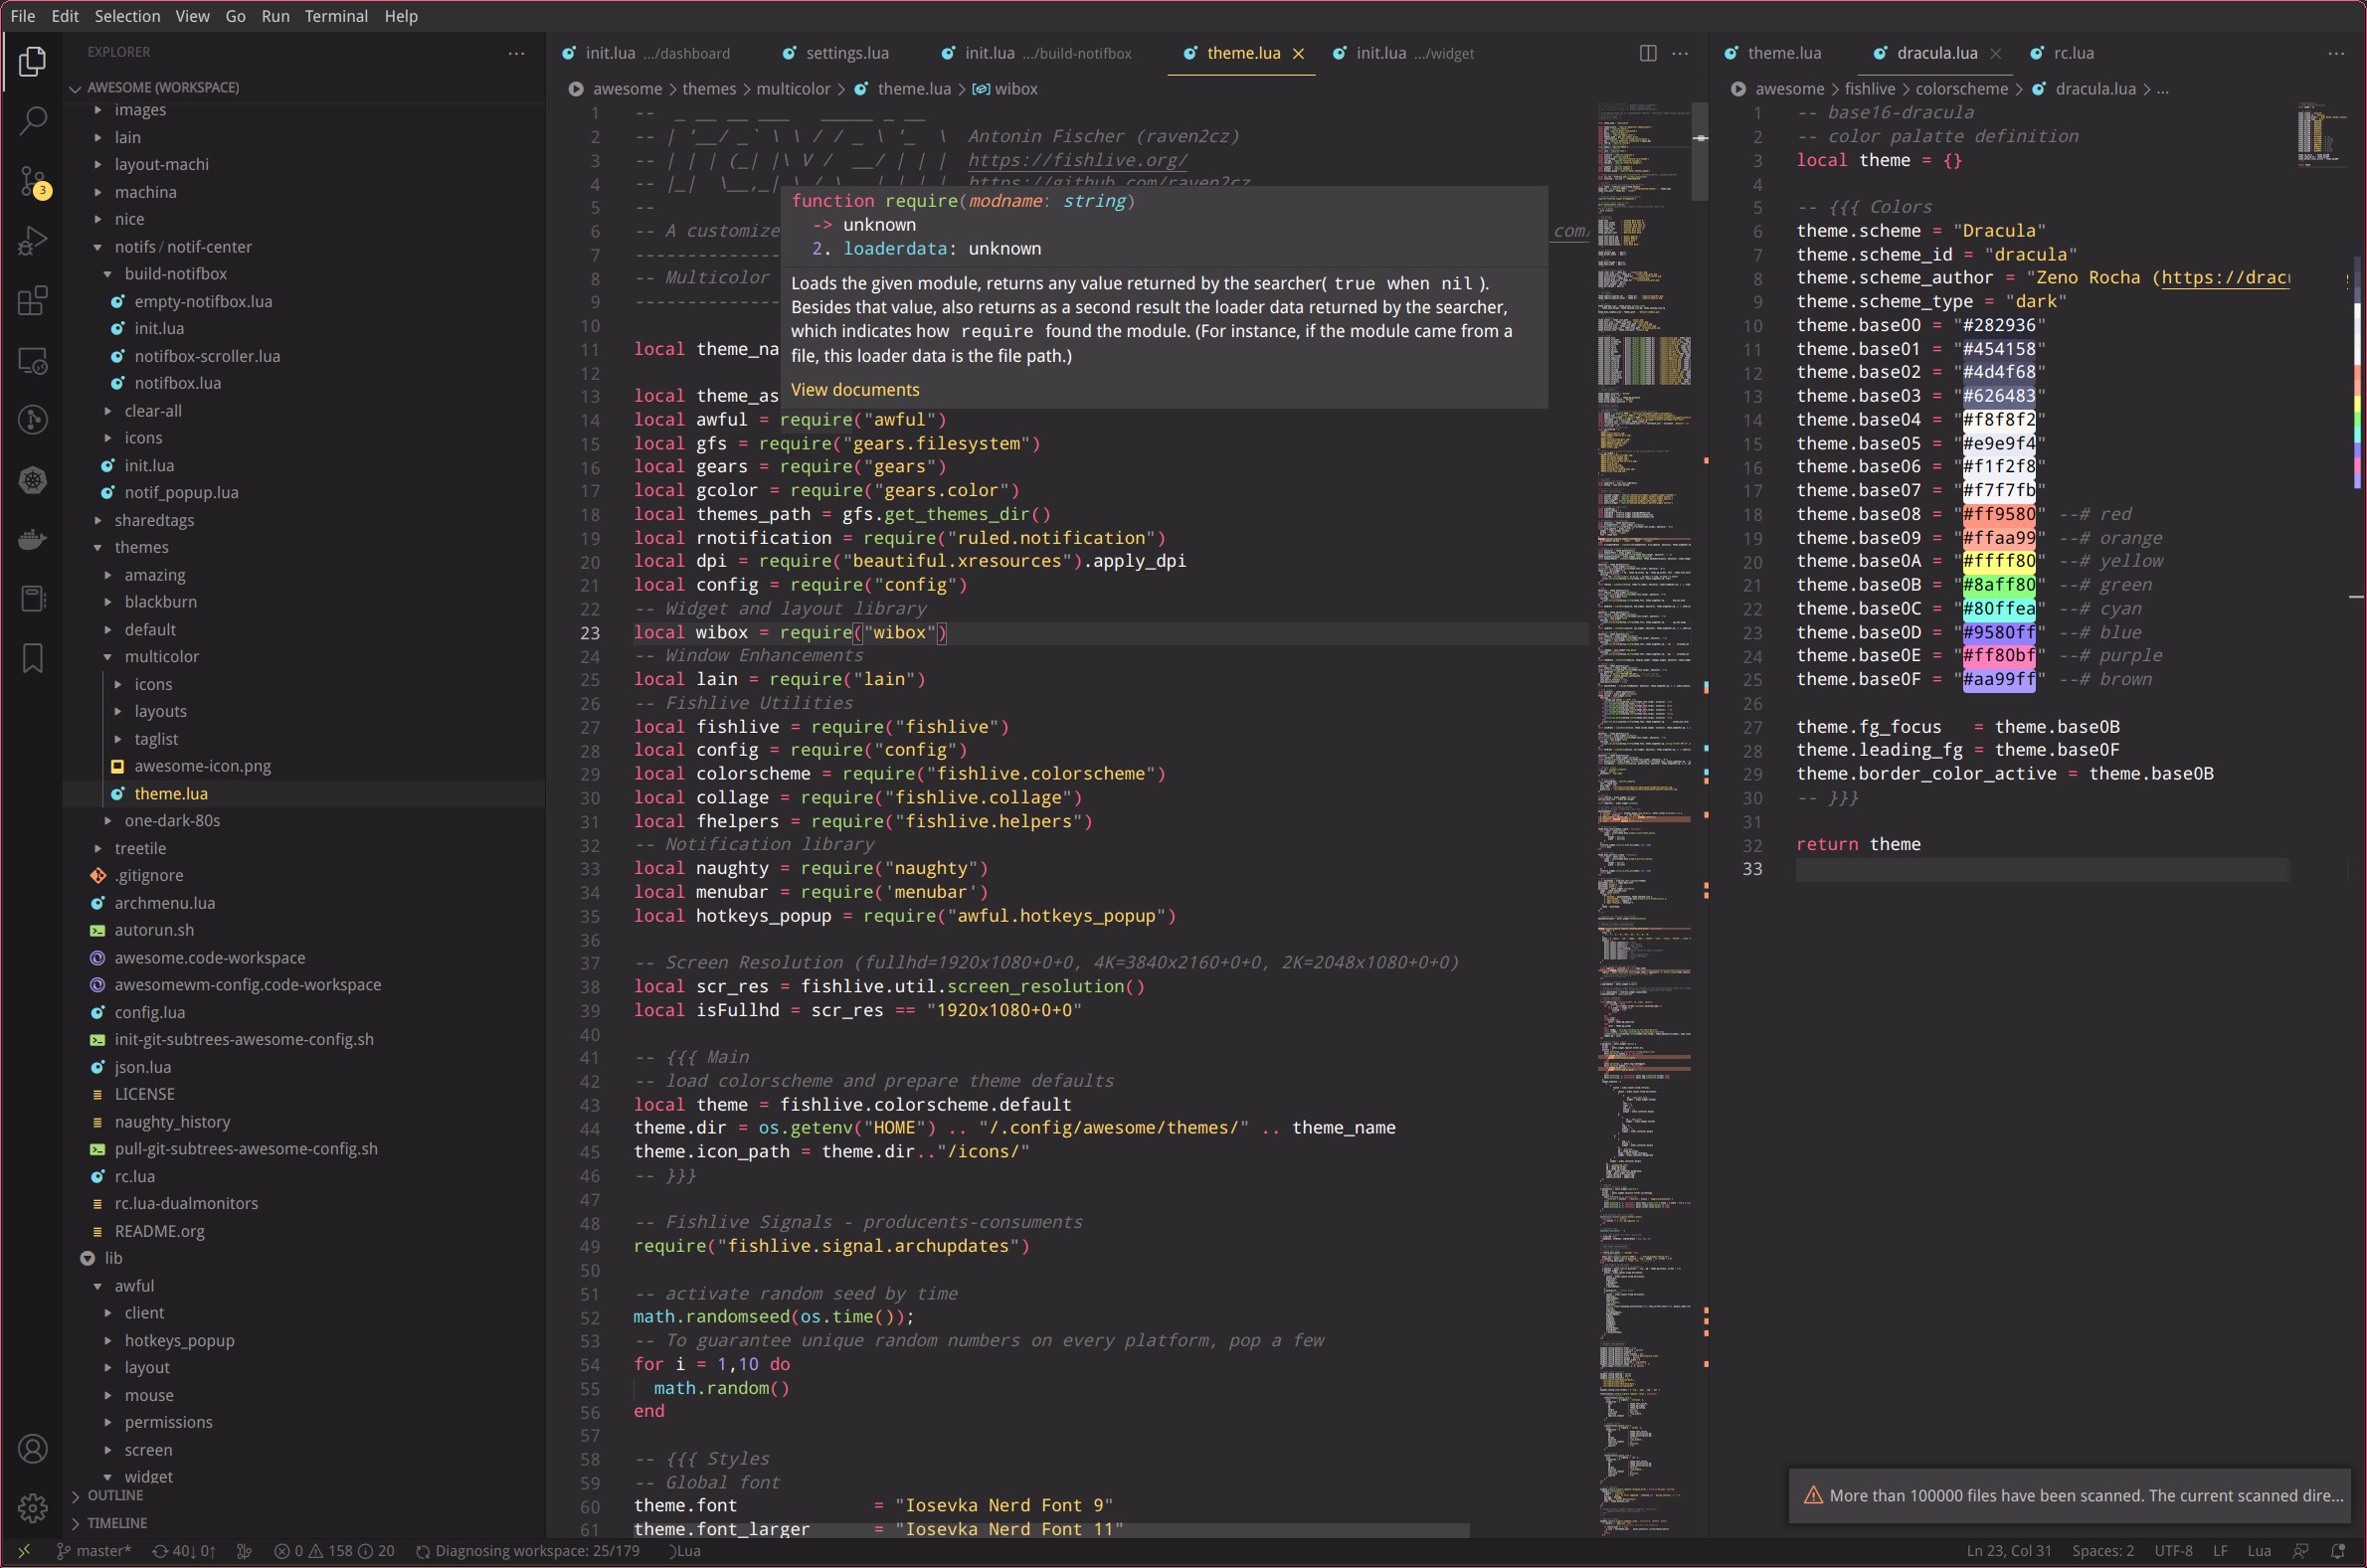 File Edit Selection View Go Run Terminal Help
EXPLORER
AWESOME (WORKSPACE)
images
lain
layout-machi
machina
3
nice
notifs / notif-center
build-notifbox
empty-notifbox.lua
init.lua
notifbox-scroller.lua
notifbox.lua
clear-all
icons
init.lua
notif_popup.lua
sharedtags
themes
amazing
blackburn
default
multicolor
icons
layouts
taglist
awesome-icon.png
theme.lua
one-dark-80s
treetile
.gitignore
archmenu.lua
autorun.sh
awesome.code-workspace
awesomewm-config.code-workspace
config.lua
init-git-subtrees-awesome-config.sh
json.lua
LICENSE
naughty_history
pull-git-subtrees-awesome-config.sh
rc.lua
rc.lua-dualmonitors
README.org
lib
awful
client
hotkeys_popup
layout
mouse
permissions
screen
widget
OUTLINE
TIMELINE
init.lua .../dashboard settings.lua init.lua .../build-notifbox theme.lua init.lua .../widget
awesome > themes > multicolor > theme.lua > wibox
1 -- _ __ __ ___   _____ _ __
2 -- | '__/ _` \ \ / / _ \ '_ \  Antonin Fischer (raven2cz)
3 -- | | | (_| |\ V /  __/ | | |  https://fishlive.org/
4 -- |_|  \__,_| \_/ \___|_| |_|  https://github.com/raven2cz
5 --
6 -- A customize com/
7 --------------
8 -- Multicolor
9 --------------
10
11 local theme_na
12
13 local theme_as
function require(modname: string)
-> unknown
2. loaderdata: unknown
Loads the given module, returns any value returned by the searcher( true when nil ).
Besides that value, also returns as a second result the loader data returned by the searcher,
which indicates how require found the module. (For instance, if the module came from a
file, this loader data is the file path.)
View documents
14 local awful = require("awful")
15 local gfs = require("gears.filesystem")
16 local gears = require("gears")
17 local gcolor = require("gears.color")
18 local themes_path = gfs.get_themes_dir()
19 local rnotification = require("ruled.notification")
20 local dpi = require("beautiful.xresources").apply_dpi
21 local config = require("config")
22 -- Widget and layout library
23 local wibox = require("wibox")
24 -- Window Enhancements
25 local lain = require("lain")
26 -- Fishlive Utilities
27 local fishlive = require("fishlive")
28 local config = require("config")
29 local colorscheme = require("fishlive.colorscheme")
30 local collage = require("fishlive.collage")
31 local fhelpers = require("fishlive.helpers")
32 -- Notification library
33 local naughty = require("naughty")
34 local menubar = require('menubar')
35 local hotkeys_popup = require("awful.hotkeys_popup")
36
37 -- Screen Resolution (fullhd=1920x1080+0+0, 4K=3840x2160+0+0, 2K=2048x1080+0+0)
38 local scr_res = fishlive.util.screen_resolution()
39 local isFullhd = scr_res == "1920x1080+0+0"
40
41 -- {{{ Main
42 -- load colorscheme and prepare theme defaults
43 local theme = fishlive.colorscheme.default
44 theme.dir = os.getenv("HOME") .. "/.config/awesome/themes/" .. theme_name
45 theme.icon_path = theme.dir.."/icons/"
46 -- }}}
47
48 -- Fishlive Signals - producents-consuments
49 require("fishlive.signal.archupdates")
50
51 -- activate random seed by time
52 math.randomseed(os.time());
53 -- To guarantee unique random numbers on every platform, pop a few
54 for i = 1,10 do
55 math.random()
56 end
57
58 -- {{{ Styles
59 -- Global font
60 theme.font = "Iosevka Nerd Font 9"
61 theme.font_larger = "Iosevka Nerd Font 11"
theme.lua dracula.lua rc.lua
awesome > fishlive > colorscheme > dracula.lua > ...
1 -- base16-dracula
2 -- color palatte definition
3 local theme = {}
4
5 -- {{{ Colors
6 theme.scheme = "Dracula"
7 theme.scheme_id = "dracula"
8 theme.scheme_author = "Zeno Rocha (https://dracu
9 theme.scheme_type = "dark"
10 theme.base00 = "#282936"
11 theme.base01 = "#454158"
12 theme.base02 = "#4d4f68"
13 theme.base03 = "#626483"
14 theme.base04 = "#f8f8f2"
15 theme.base05 = "#e9e9f4"
16 theme.base06 = "#f1f2f8"
17 theme.base07 = "#f7f7fb"
18 theme.base08 = "#ff9580" --# red
19 theme.base09 = "#ffaa99" --# orange
20 theme.base0A = "#ffff80" --# yellow
21 theme.base0B = "#8aff80" --# green
22 theme.base0C = "#80ffea" --# cyan
23 theme.base0D = "#9580ff" --# blue
24 theme.base0E = "#ff80bf" --# purple
25 theme.base0F = "#aa99ff" --# brown
26
27 theme.fg_focus = theme.base0B
28 theme.leading_fg = theme.base0F
29 theme.border_color_active = theme.base0B
30 -- }}}
31
32 return theme
33
More than 100000 files have been scanned. The current scanned dire...
master* 40↓ 0↑ 0 158 20 Diagnosing workspace: 25/179 )Lua Ln 23, Col 31 Spaces: 2 UTF-8 LF Lua